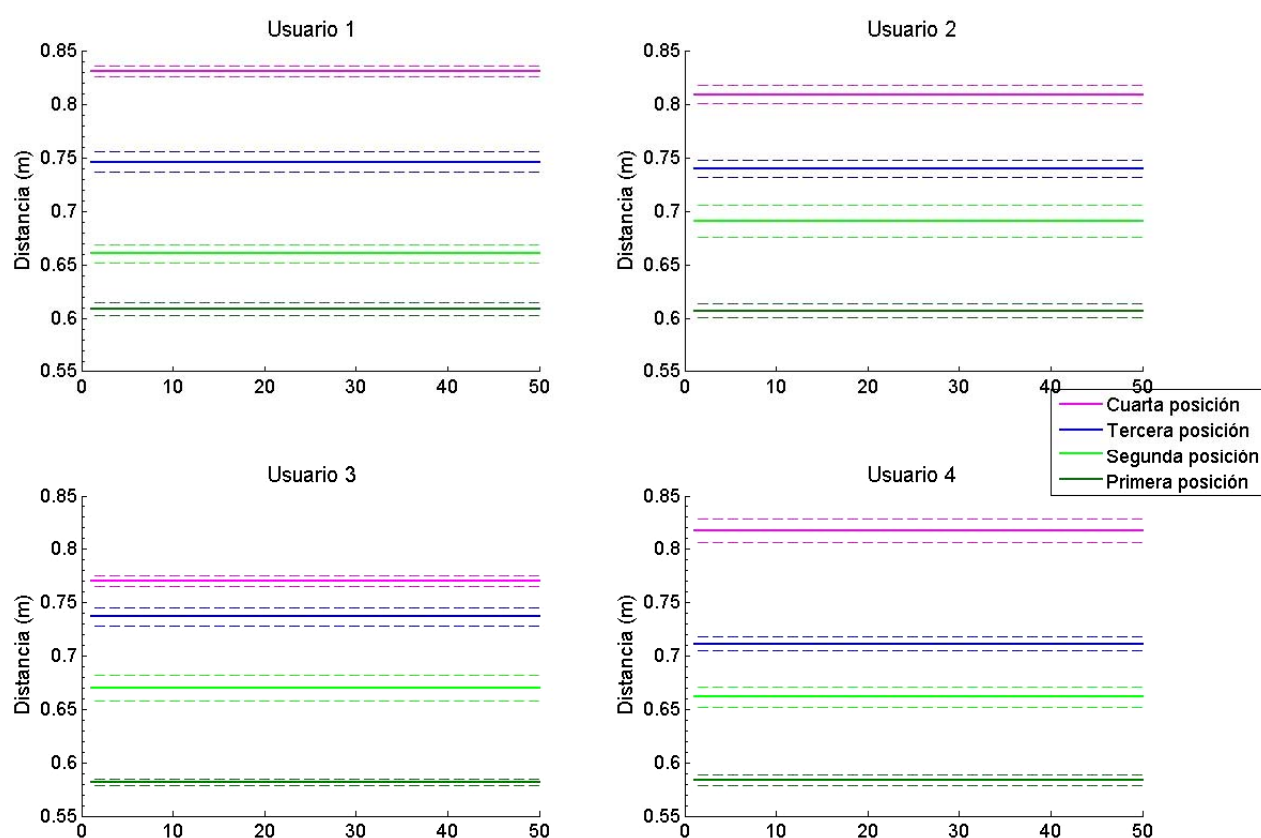 Usuario 1
0.85
0.8
0.75
0.7
0.65
0.6
0.55
Distancia (m)
0 10 20 30 40 50
Usuario 2
0.85
0.8
0.75
0.7
0.65
0.6
0.55
Distancia (m)
0 10 20 30 40 50
Cuarta posición
Tercera posición
Segunda posición
Primera posición
Usuario 3
0.85
0.8
0.75
0.7
0.65
0.6
0.55
Distancia (m)
0 10 20 30 40 50
Usuario 4
0.85
0.8
0.75
0.7
0.65
0.6
0.55
Distancia (m)
0 10 20 30 40 50